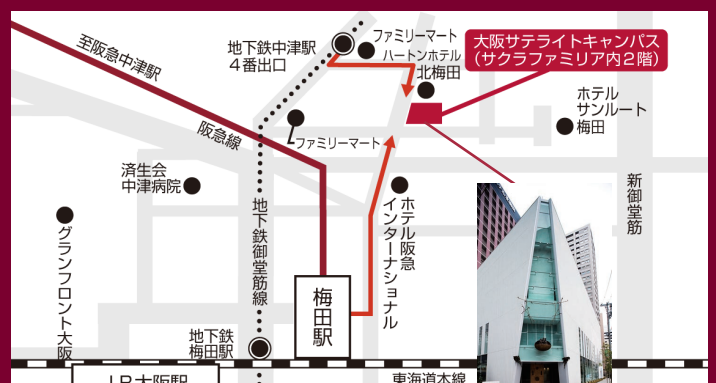 ファミリーマート
地下鉄中津駅
4番出口
ハートンホテル
北梅田
大阪サテライトキャンパス
(サクラファミリア内2階)
至阪急中津駅
ホテル
サンルート
梅田
阪急線
ファミリーマート
済生会
中津病院
新御堂筋
地下鉄御堂筋線
ホテル阪急
インターナショナル
グランフロント大阪
梅田駅
地下鉄
梅田駅
JR大阪駅
東海道本線